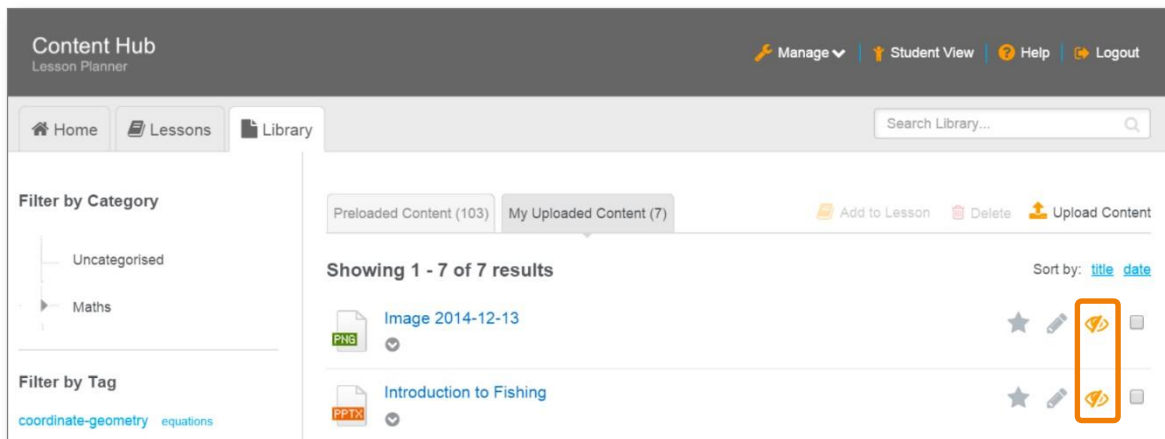 Content Hub
Lesson Planner
Manage
Student View
Help
Logout
Home
Lessons
Library
Search Library...
Filter by Category
Uncategorised
Maths
Filter by Tag
coordinate-geometry equations
Preloaded Content (103)
My Uploaded Content (7)
Add to Lesson
Delete
Upload Content
Showing 1 - 7 of 7 results
Sort by: title date
PNG
Image 2014-12-13
PPTX
Introduction to Fishing